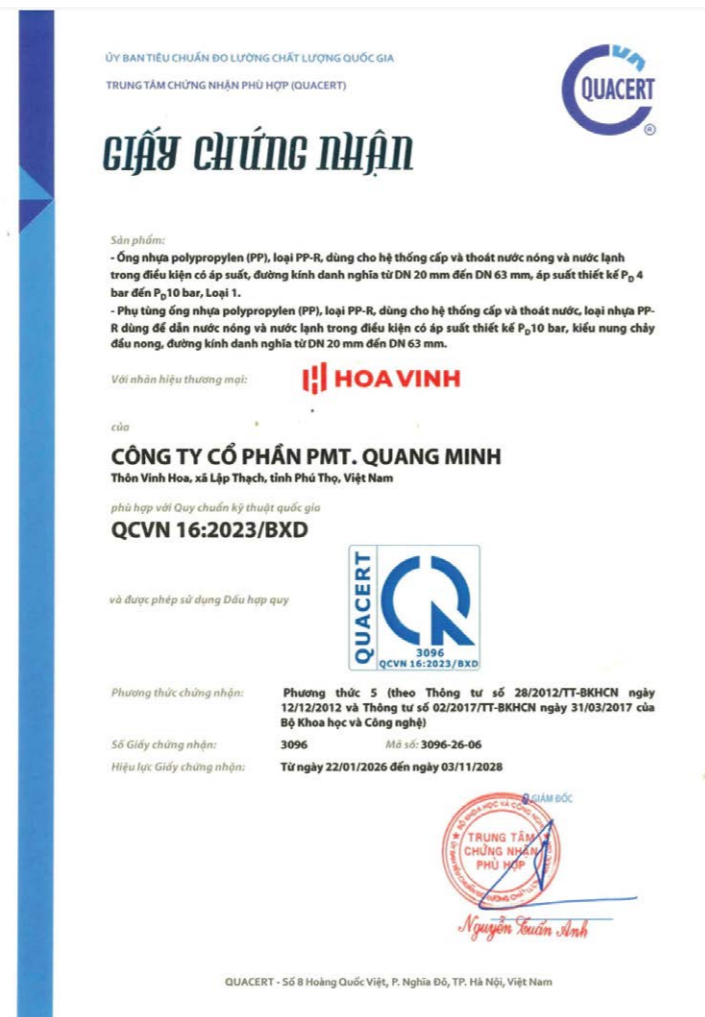 ỦY BAN TIÊU CHUẨN ĐO LƯỜNG CHẤT LƯỢNG QUỐC GIA
TRUNG TÂM CHỨNG NHẬN PHÙ HỢP (QUACERT)
QUACERT
®
GIẤY CHỨNG NHẬN
Sản phẩm:
- Ống nhựa polypropylen (PP), loại PP-R, dùng cho hệ thống cấp và thoát nước nóng và nước lạnh
trong điều kiện có áp suất, đường kính danh nghĩa từ DN 20 mm đến DN 63 mm, áp suất thiết kế PD 4
bar đến PD10 bar, Loại 1.
- Phụ tùng ống nhựa polypropylen (PP), loại PP-R, dùng cho hệ thống cấp và thoát nước, loại nhựa PP-
R dùng để dẫn nước nóng và nước lạnh trong điều kiện có áp suất thiết kế PD10 bar, kiểu nung chảy
đầu nong, đường kính danh nghĩa từ DN 20 mm đến DN 63 mm.
Với nhãn hiệu thương mại:
HOA VINH
của
CÔNG TY CỔ PHẦN PMT. QUANG MINH
Thôn Vinh Hoa, xã Lập Thạch, tỉnh Phú Thọ, Việt Nam
phù hợp với Quy chuẩn kỹ thuật quốc gia
QCVN 16:2023/BXD
và được phép sử dụng Dấu hợp quy
QUACERT
3096
QCVN 16:2023/BXD
Phương thức chứng nhận:
Phương thức 5 (theo Thông tư số 28/2012/TT-BKHCN ngày
12/12/2012 và Thông tư số 02/2017/TT-BKHCN ngày 31/03/2017 của
Bộ Khoa học và Công nghệ)
Số Giấy chứng nhận: 3096 Mã số: 3096-26-06
Hiệu lực Giấy chứng nhận: Từ ngày 22/01/2026 đến ngày 03/11/2028
GIÁM ĐỐC
BỘ KHOA HỌC VÀ CÔNG NGHỆ
TRUNG TÂM
CHỨNG NHẬN
PHÙ HỢP
Nguyễn Tuấn Anh
QUACERT - Số 8 Hoàng Quốc Việt, P. Nghĩa Đô, TP. Hà Nội, Việt Nam